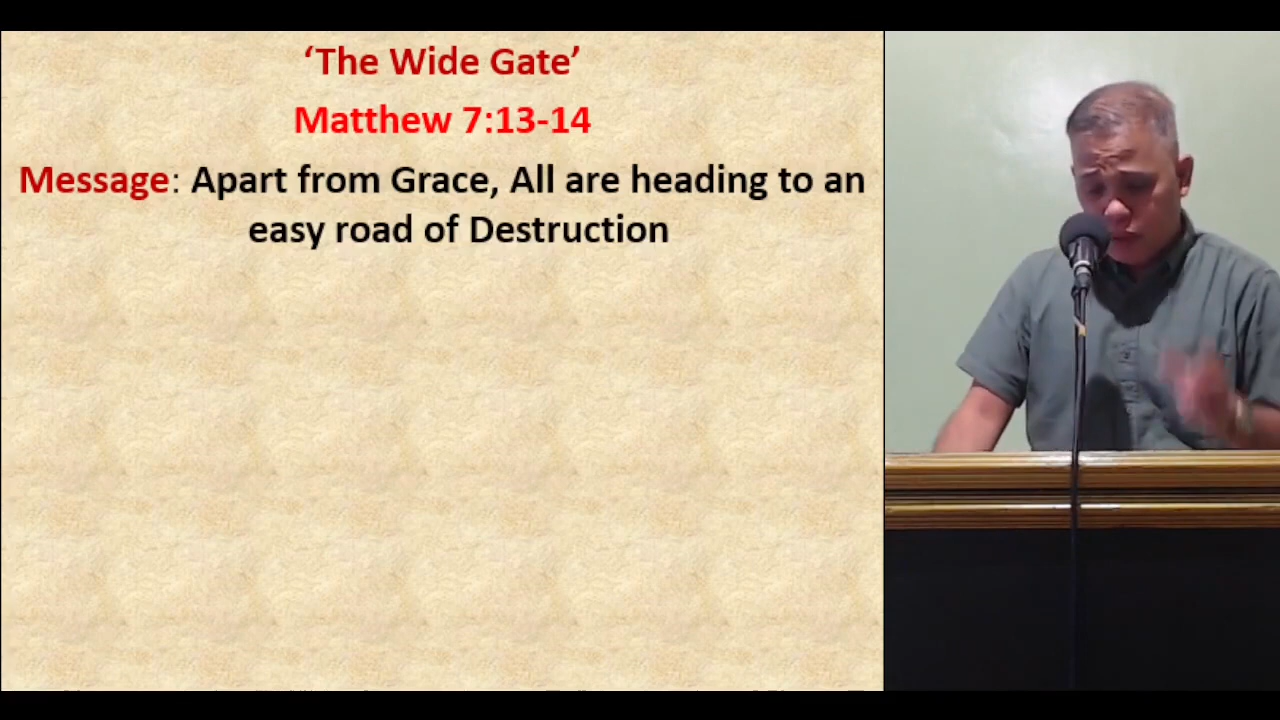 ‘The Wide Gate’
Matthew 7:13-14
Message: Apart from Grace, All are heading to an
easy road of Destruction